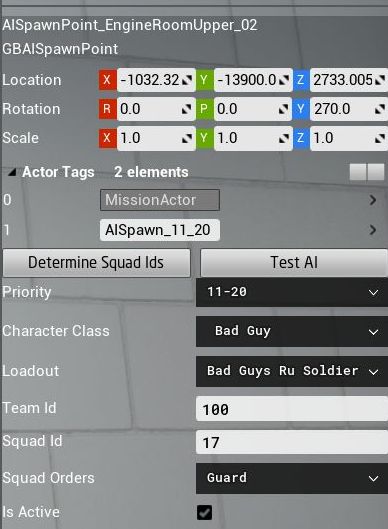 AISpawnPoint_EngineRoomUpper_02
GBAISpawnPoint
Location X -1032.32 Y -13900.0 Z 2733.005
Rotation R 0.0 P 0.0 Y 270.0
Scale X 1.0 Y 1.0 Z 1.0
Actor Tags 2 elements
0 MissionActor
1 AISpawn_11_20
Determine Squad Ids Test AI
Priority 11-20
Character Class Bad Guy
Loadout Bad Guys Ru Soldier
Team Id 100
Squad Id 17
Squad Orders Guard
Is Active